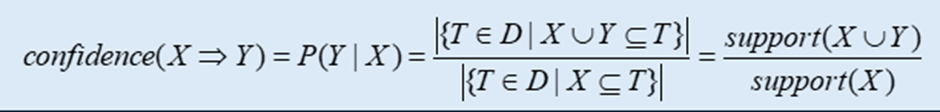 confidence(X ⇒ Y) = P(Y | X) = |{T ∈ D | X ∪ Y ⊆ T}| / |{T ∈ D | X ⊆ T}| = support(X ∪ Y) / support(X)